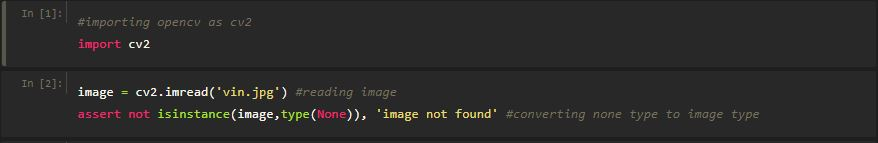 In [1]:
#importing opencv as cv2
import cv2
In [2]:
image = cv2.imread('vin.jpg') #reading image
assert not isinstance(image,type(None)), 'image not found' #converting none type to image type